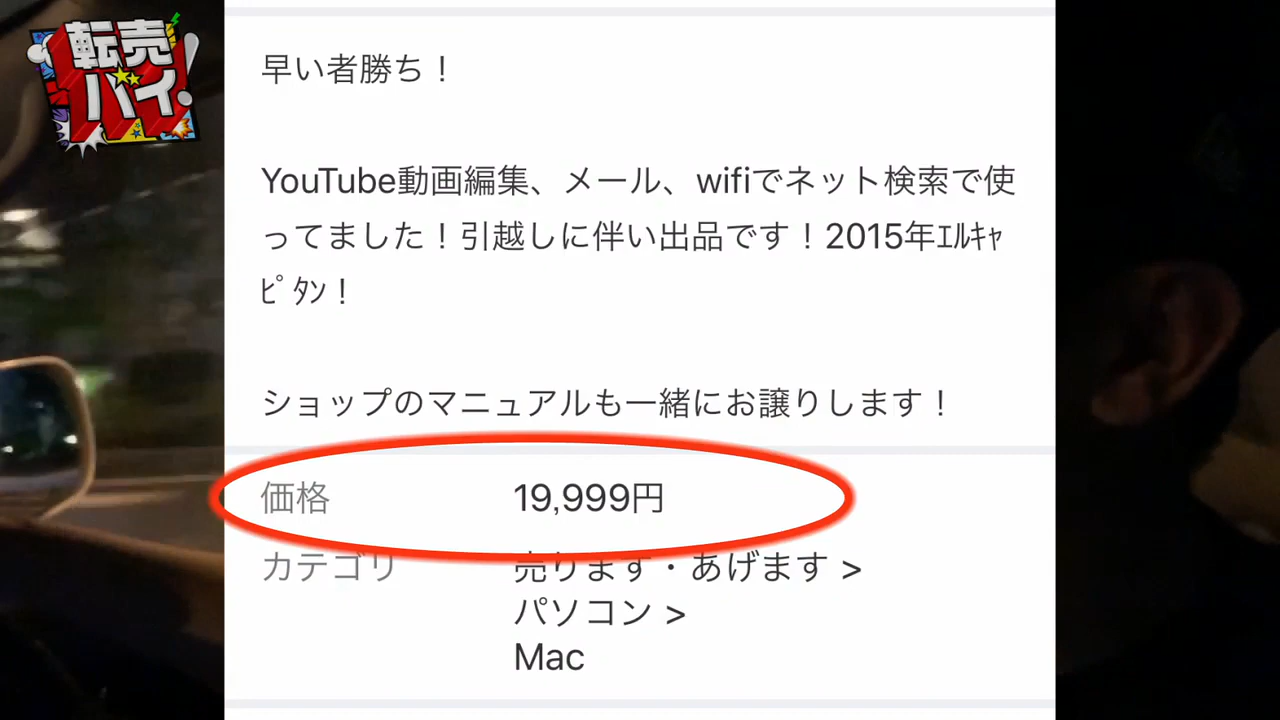 転売
バイ!
早い者勝ち！
YouTube動画編集、メール、wifiでネット検索で使
ってました！引越しに伴い出品です！2015年ｴﾙｷｬ
ﾋﾟﾀﾝ！
ショップのマニュアルも一緒にお譲りします！
価格 19,999円
カテゴリ 売ります・あげます >
パソコン >
Mac